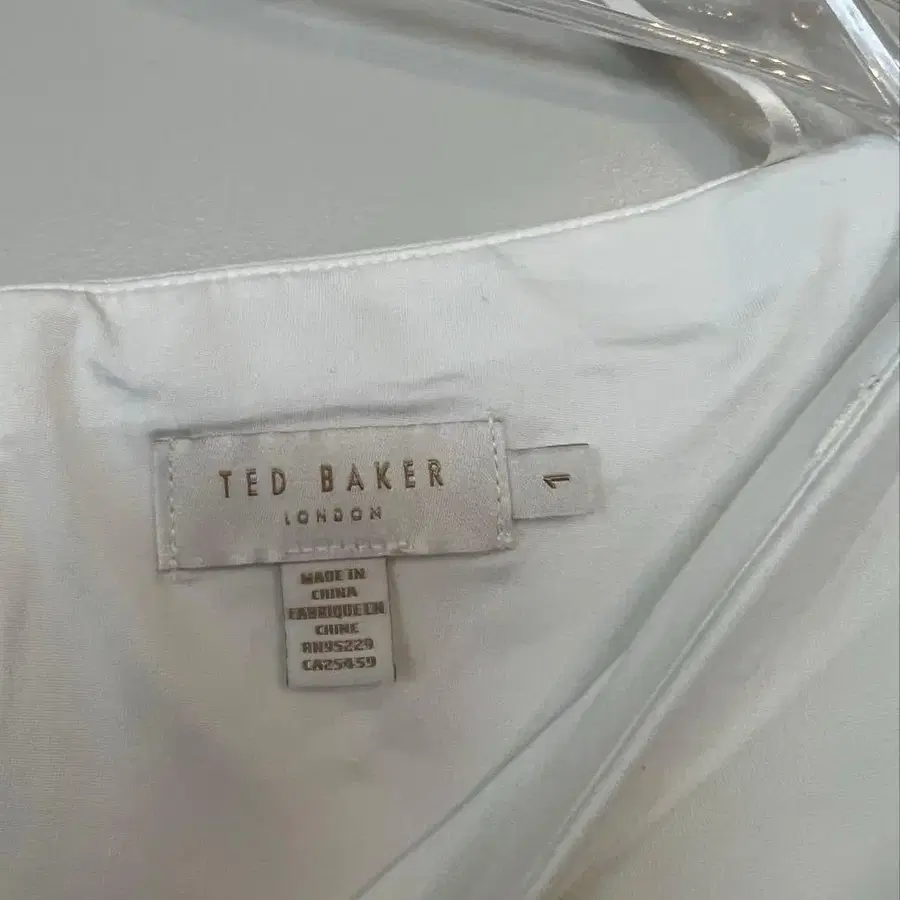 TED BAKER
LONDON
1
MADE IN
CHINA
FABRIQUE EN
CHINE
RN95229
CA25459